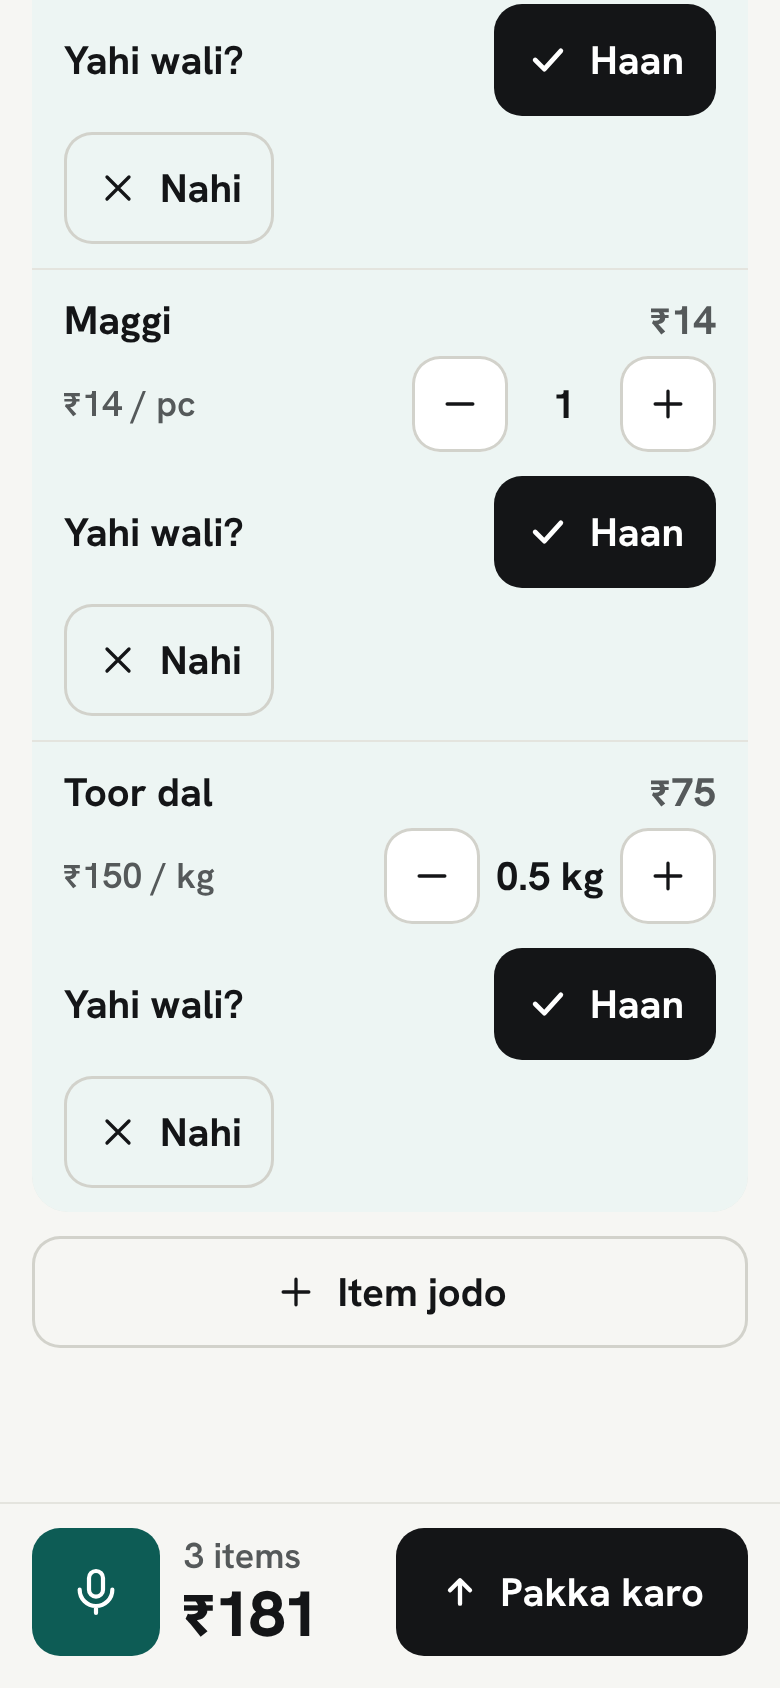 Yahi wali?
Haan
Nahi
Maggi
₹14
₹14 / pc
1
Yahi wali?
Haan
Nahi
Toor dal
₹75
₹150 / kg
0.5 kg
Yahi wali?
Haan
Nahi
Item jodo
3 items
₹181
Pakka karo